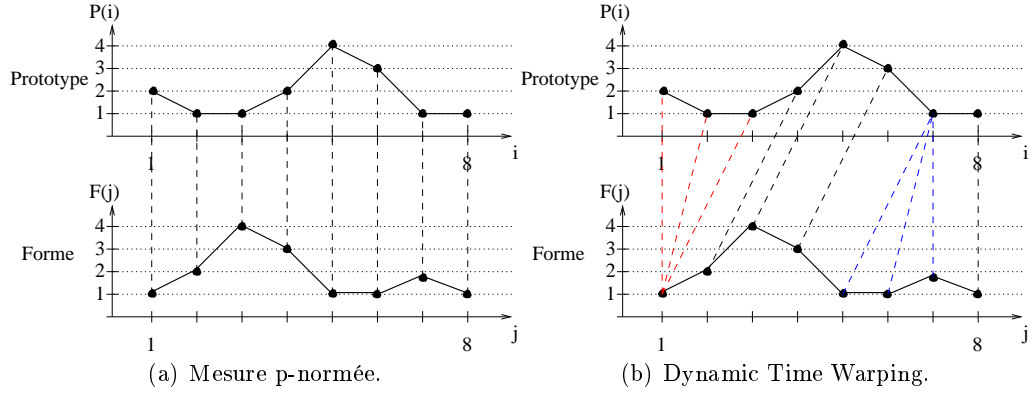 P(i)
4
3
Prototype
2
1
1
8
i
F(j)
4
3
Forme
2
1
1
8
j
(a) Mesure p-normée.
P(i)
4
3
Prototype
2
1
1
8
i
F(j)
4
3
Forme
2
1
1
8
j
(b) Dynamic Time Warping.